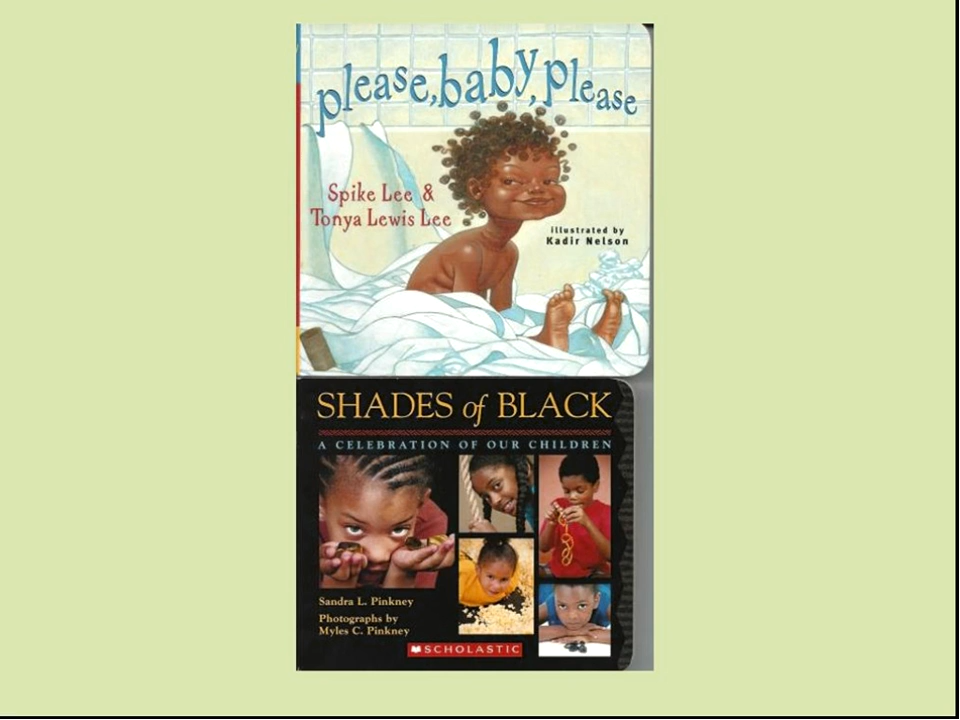 please, baby, please
Spike Lee &
Tonya Lewis Lee
illustrated by
Kadir Nelson
SHADES of BLACK
A CELEBRATION OF OUR CHILDREN
Sandra L. Pinkney
Photographs by
Myles C. Pinkney
SCHOLASTIC